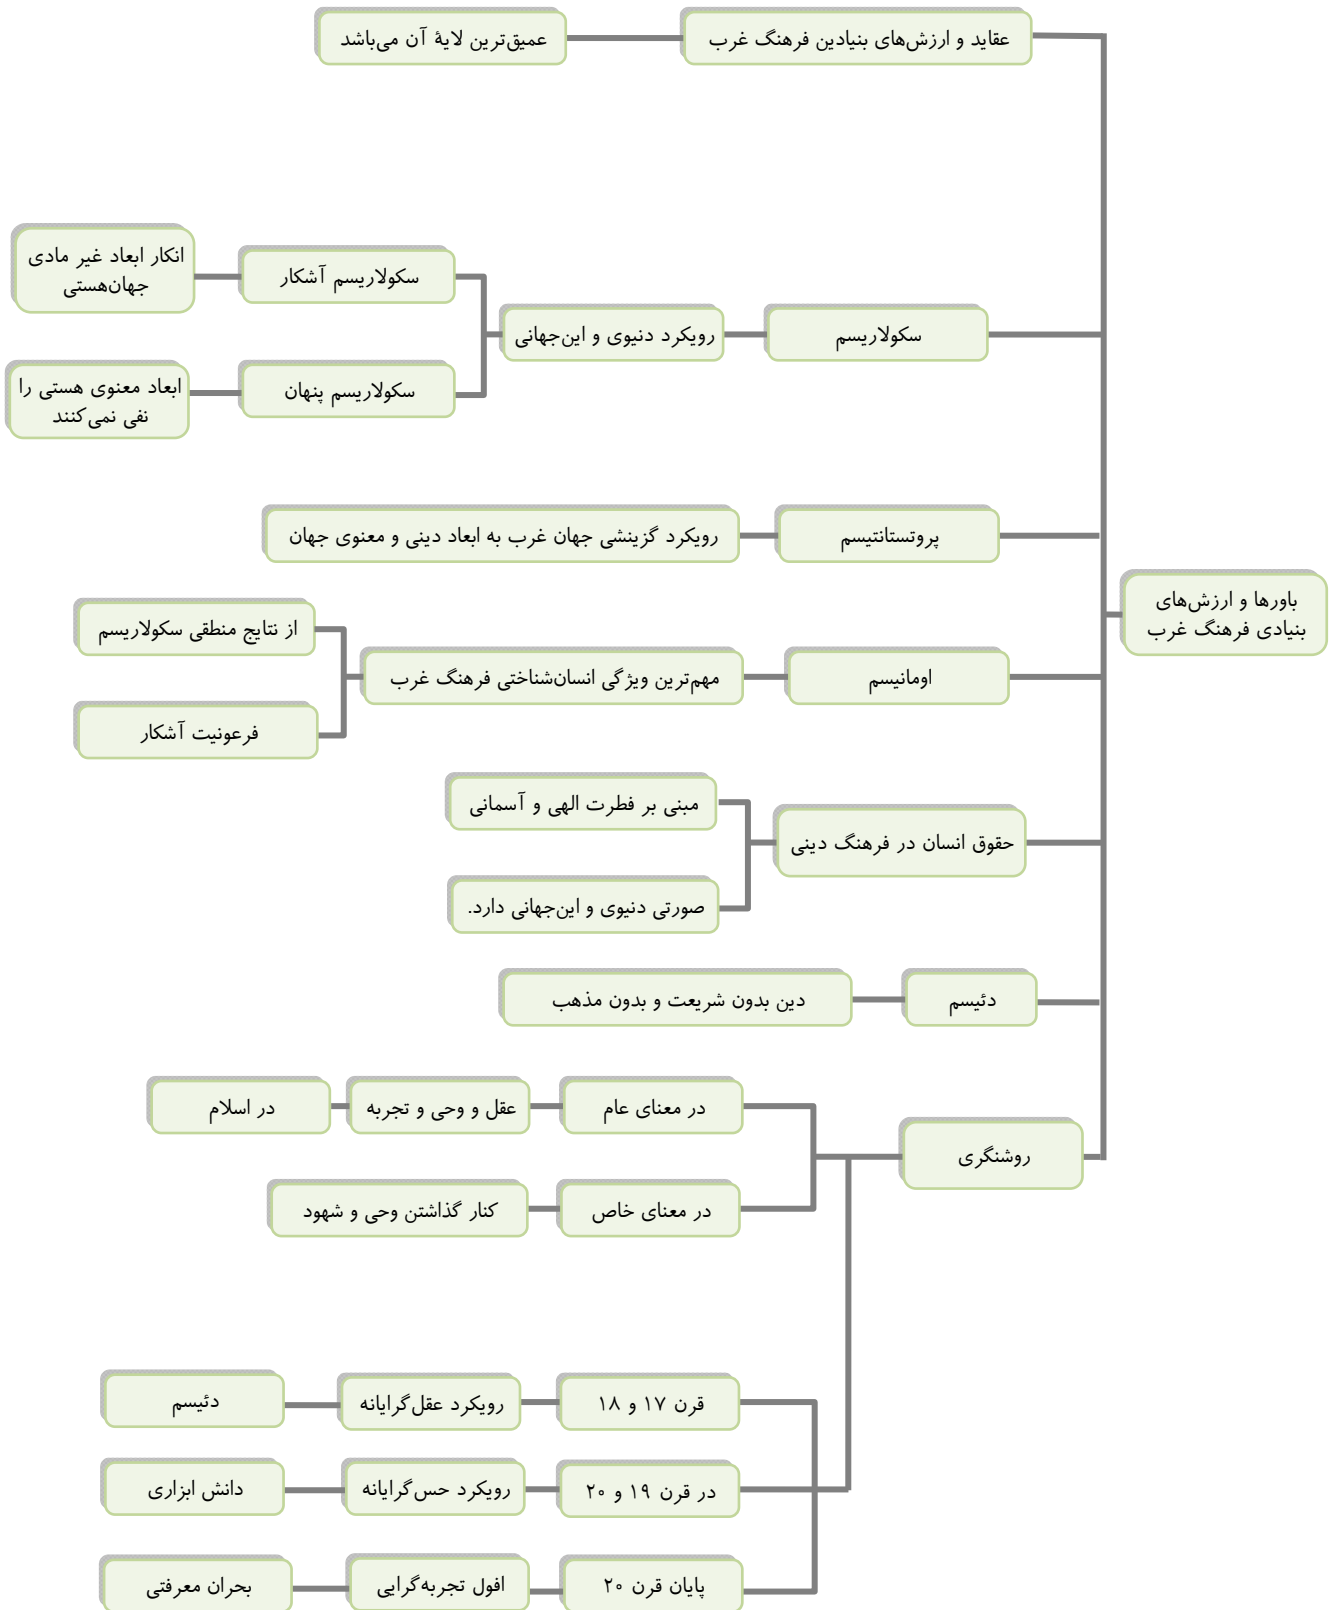 عقاید و ارزش‌های بنیادین فرهنگ غرب
عمیق‌ترین لایهٔ آن می‌باشد
باورها و ارزش‌های
بنیادی فرهنگ غرب
سکولاریسم
رویکرد دنیوی و این‌جهانی
سکولاریسم آشکار
انکار ابعاد غیر مادی
جهان‌هستی
سکولاریسم پنهان
ابعاد معنوی هستی را
نفی نمی‌کنند
پروتستانتیسم
رویکرد گزینشی جهان غرب به ابعاد دینی و معنوی جهان
اومانیسم
مهم‌ترین ویژگی انسان‌شناختی فرهنگ غرب
از نتایج منطقی سکولاریسم
فرعونیت آشکار
حقوق انسان در فرهنگ دینی
مبنی بر فطرت الهی و آسمانی
صورتی دنیوی و این‌جهانی دارد.
دئیسم
دین بدون شریعت و بدون مذهب
روشنگری
در معنای عام
عقل و وحی و تجربه
در اسلام
در معنای خاص
کنار گذاشتن وحی و شهود
قرن ۱۷ و ۱۸
رویکرد عقل‌گرایانه
دئیسم
در قرن ۱۹ و ۲۰
رویکرد حس‌گرایانه
دانش ابزاری
پایان قرن ۲۰
افول تجربه‌گرایی
بحران معرفتی